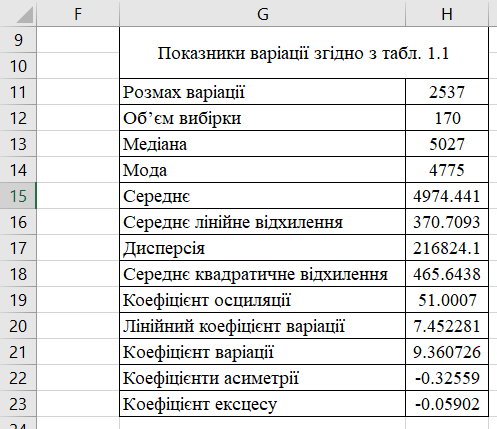 F G H
9
10
Показники варіації згідно з табл. 1.1
11 Розмах варіації 2537
12 Об’єм вибірки 170
13 Медіана 5027
14 Мода 4775
15 Середнє 4974.441
16 Середнє лінійне відхилення 370.7093
17 Дисперсія 216824.1
18 Середнє квадратичне відхилення 465.6438
19 Коефіцієнт осциляції 51.0007
20 Лінійний коефіцієнт варіації 7.452281
21 Коефіцієнт варіації 9.360726
22 Коефіцієнти асиметрії -0.32559
23 Коефіцієнт ексцесу -0.05902